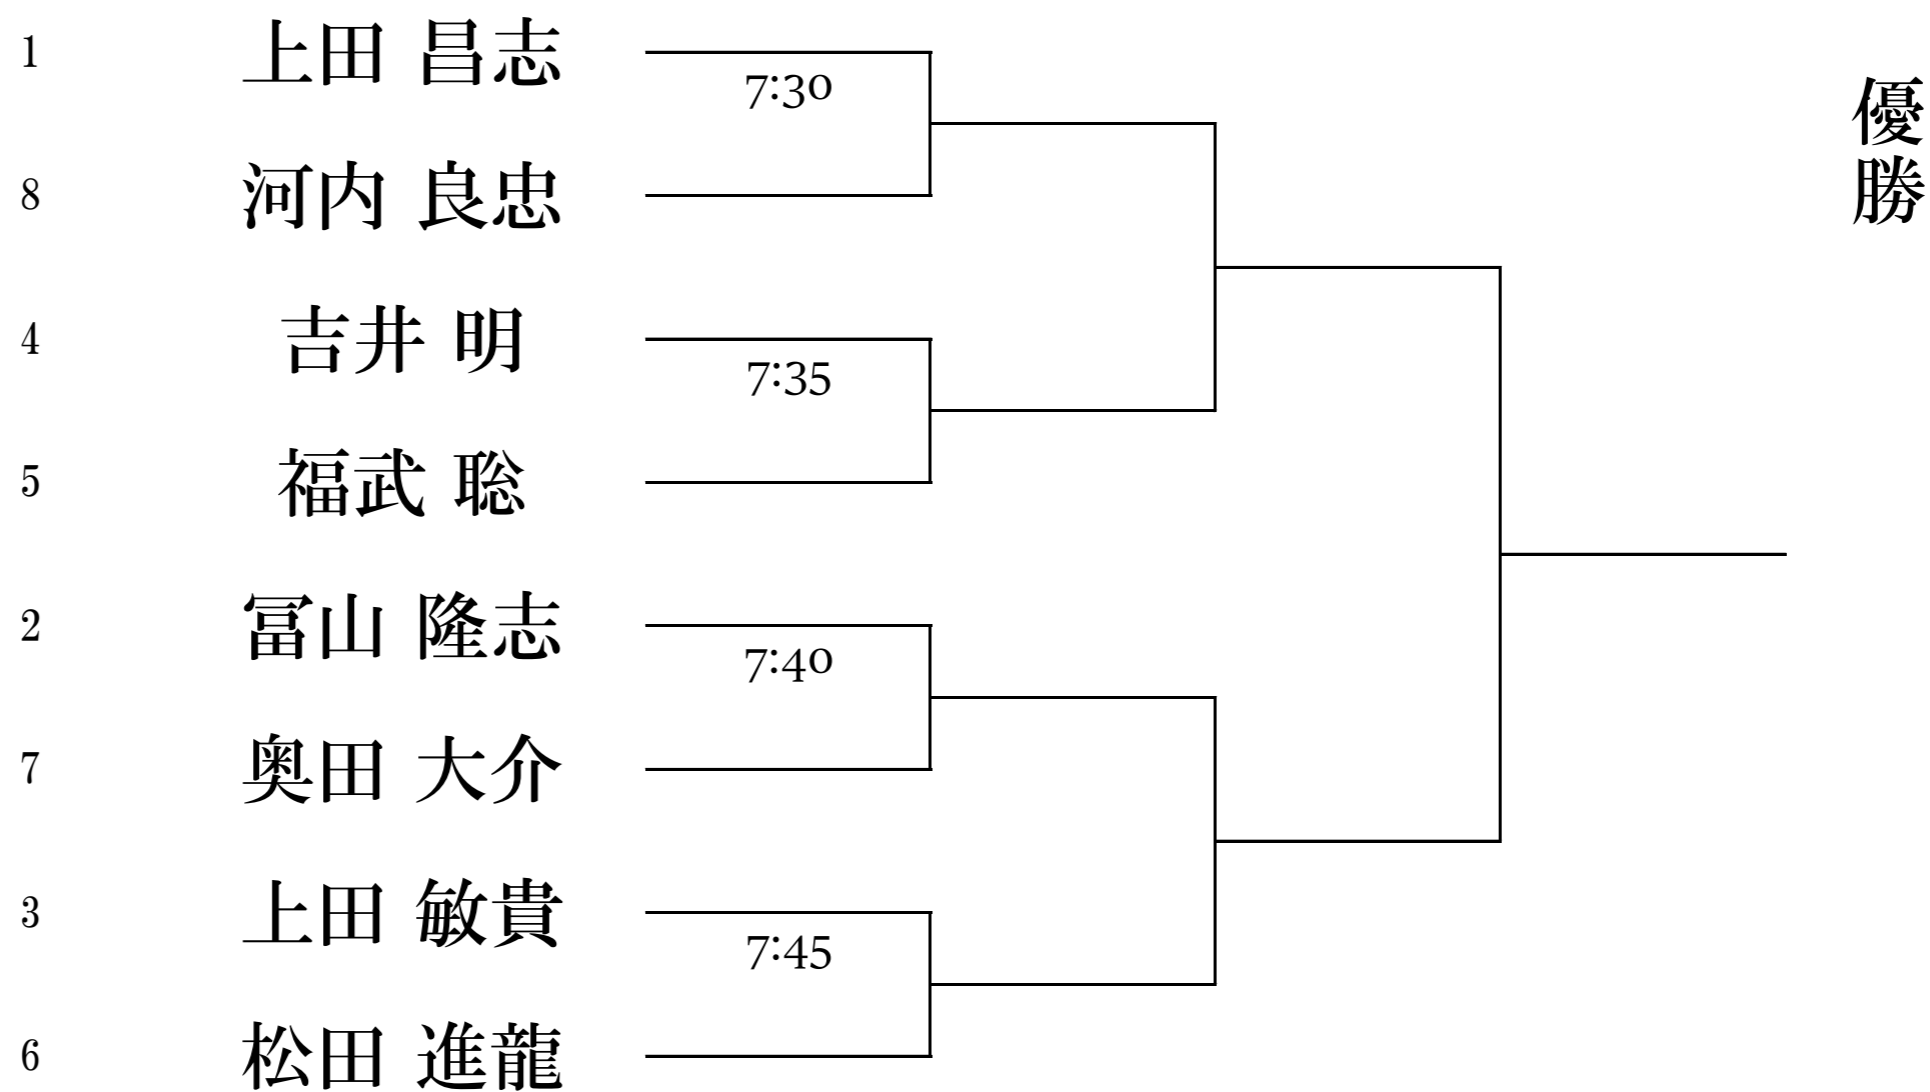 1 上田 昌志
7:30
8 河内 良忠
4 吉井 明
7:35
5 福武 聡
2 冨山 隆志
7:40
7 奥田 大介
3 上田 敏貴
7:45
6 松田 進龍
優勝